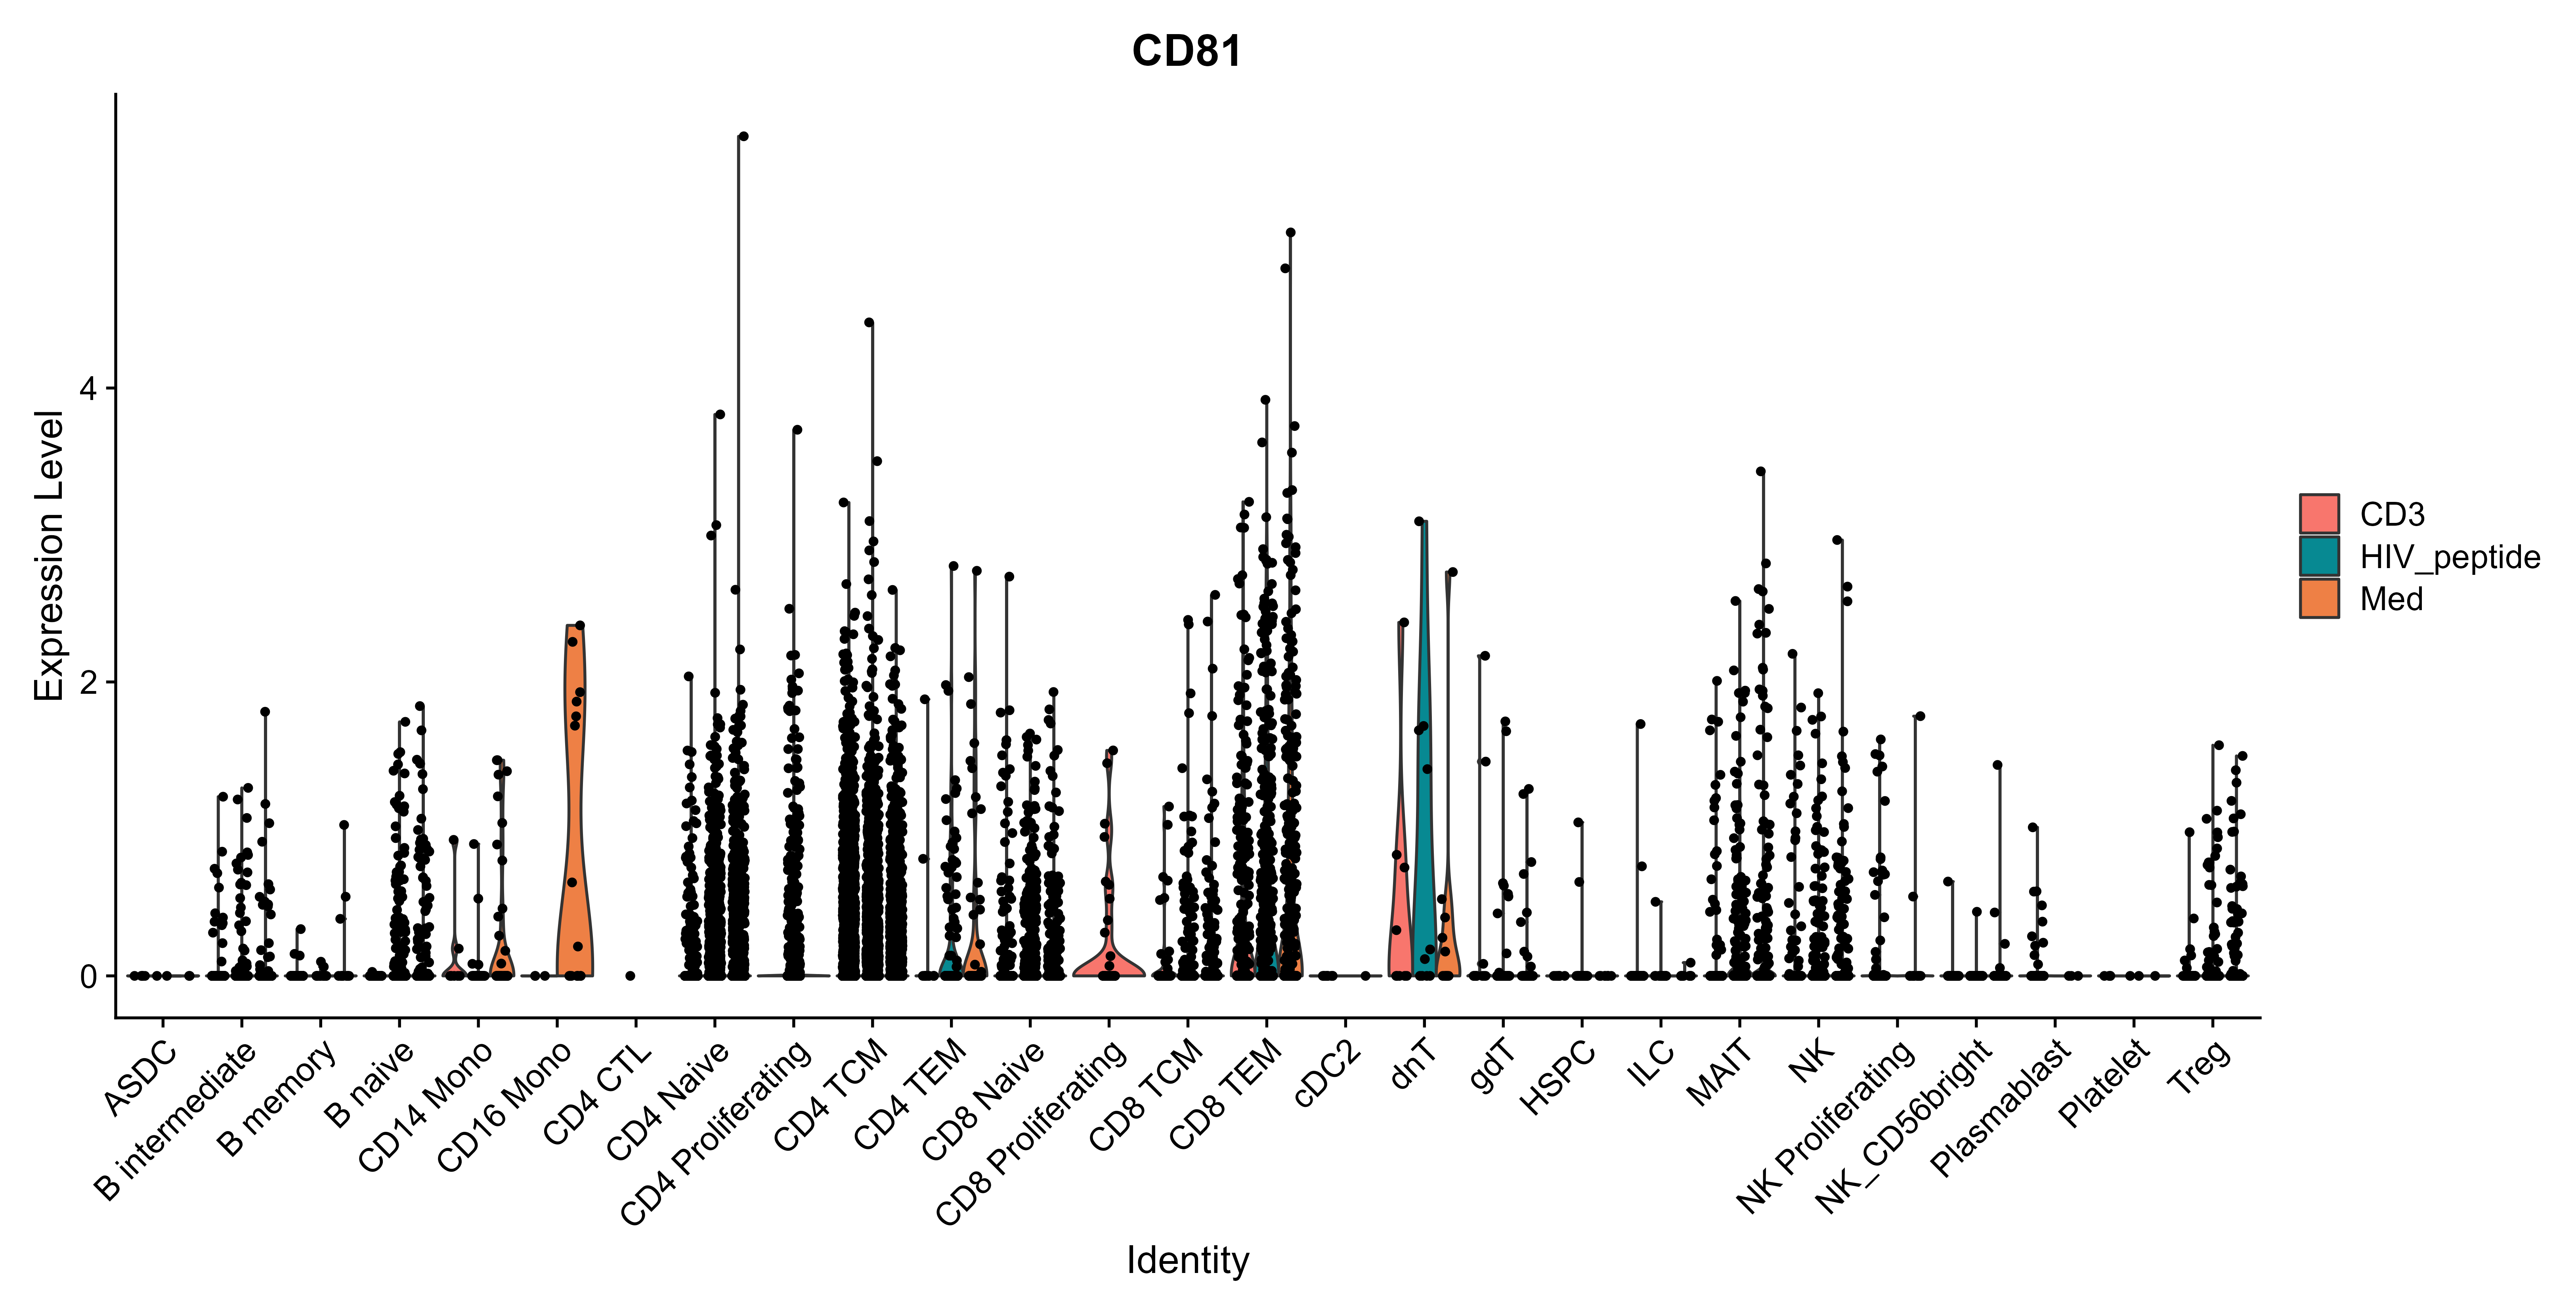 CD81
Expression Level
4
2
0
ASDC
B intermediate
B memory
B naive
CD14 Mono
CD16 Mono
CD4 CTL
CD4 Naive
CD4 Proliferating
CD4 TCM
CD4 TEM
CD8 Naive
CD8 Proliferating
CD8 TCM
CD8 TEM
cDC2
dnT
gdT
HSPC
ILC
MAIT
NK
NK Proliferating
NK_CD56bright
Plasmablast
Platelet
Treg
Identity
CD3
HIV_peptide
Med